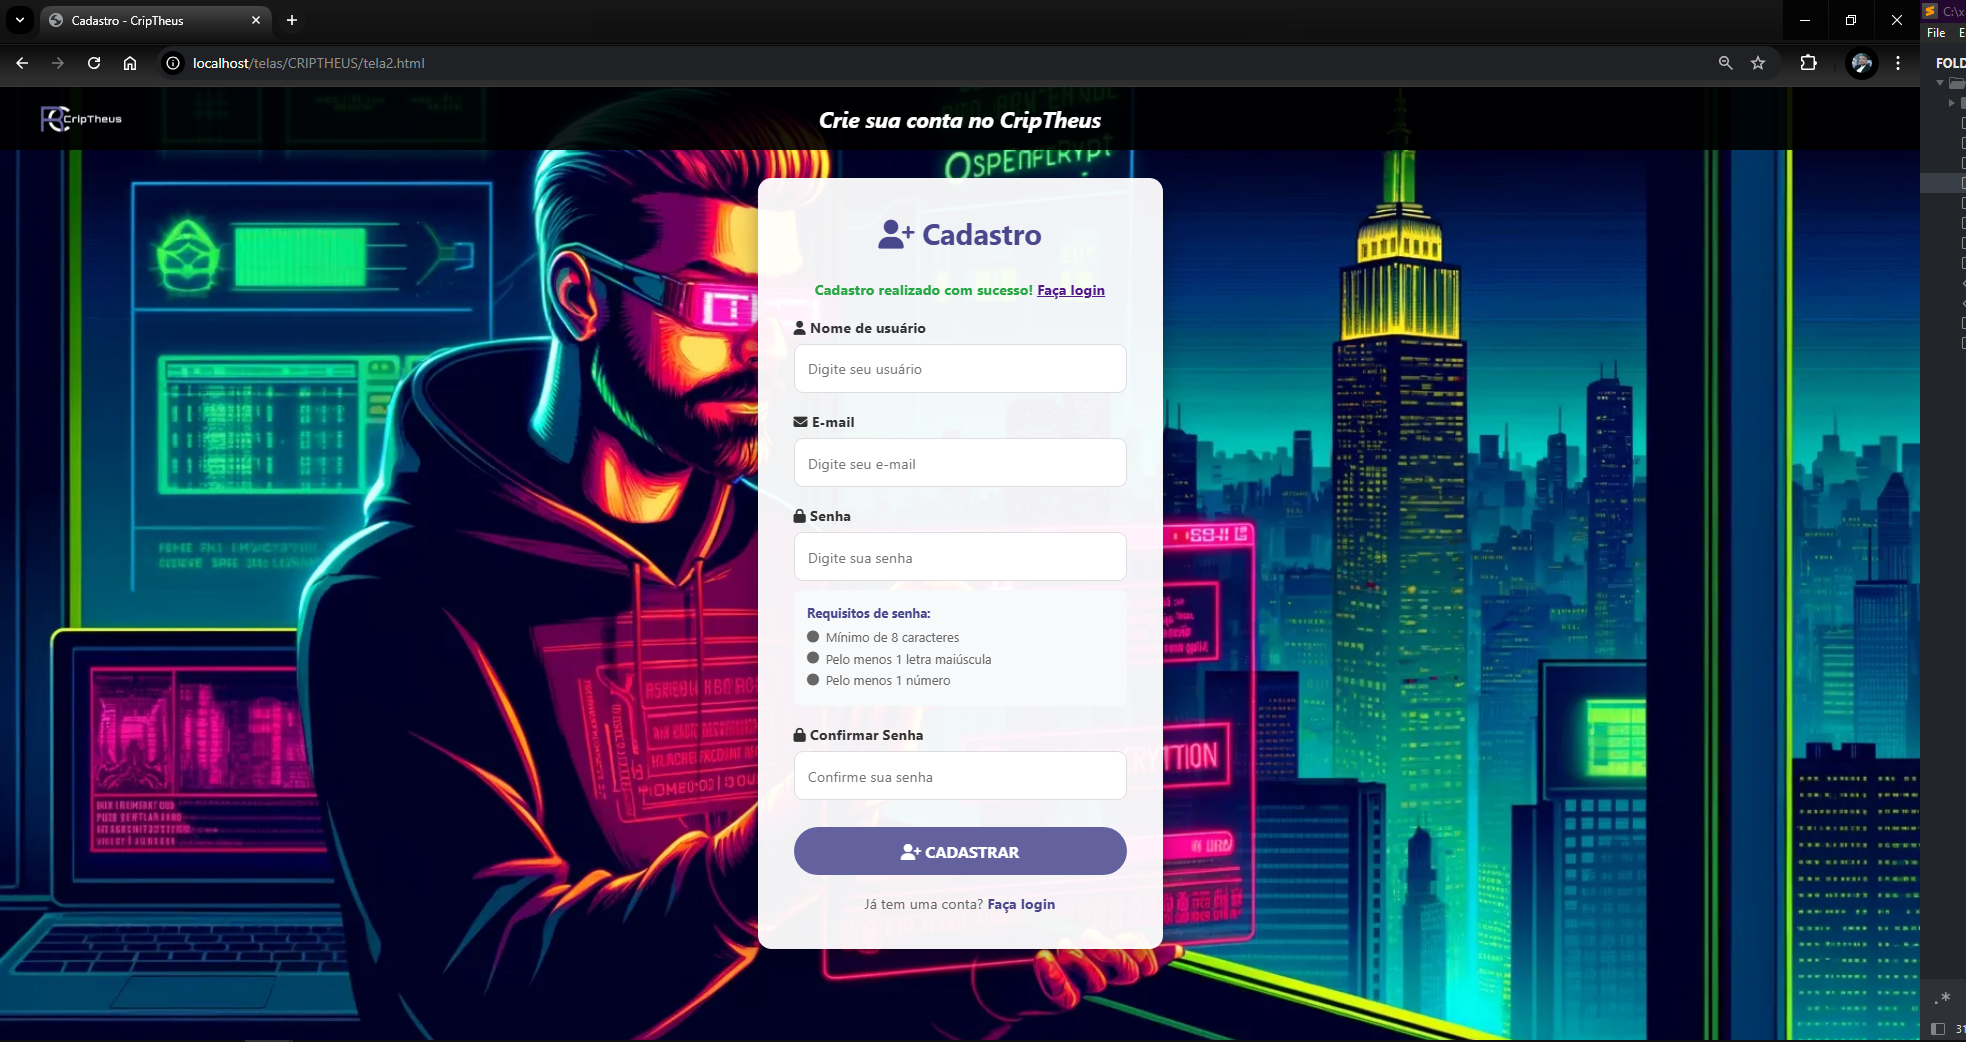 Cadastro - CripTheus
localhost/telas/CRIPTHEUS/tela2.html
C:\x
File E
FOLD
CripTheus
Crie sua conta no CripTheus
Cadastro
Cadastro realizado com sucesso! Faça login
Nome de usuário
Digite seu usuário
E-mail
Digite seu e-mail
Senha
Digite sua senha
Requisitos de senha:
Mínimo de 8 caracteres
Pelo menos 1 letra maiúscula
Pelo menos 1 número
Confirmar Senha
Confirme sua senha
CADASTRAR
Já tem uma conta? Faça login
31